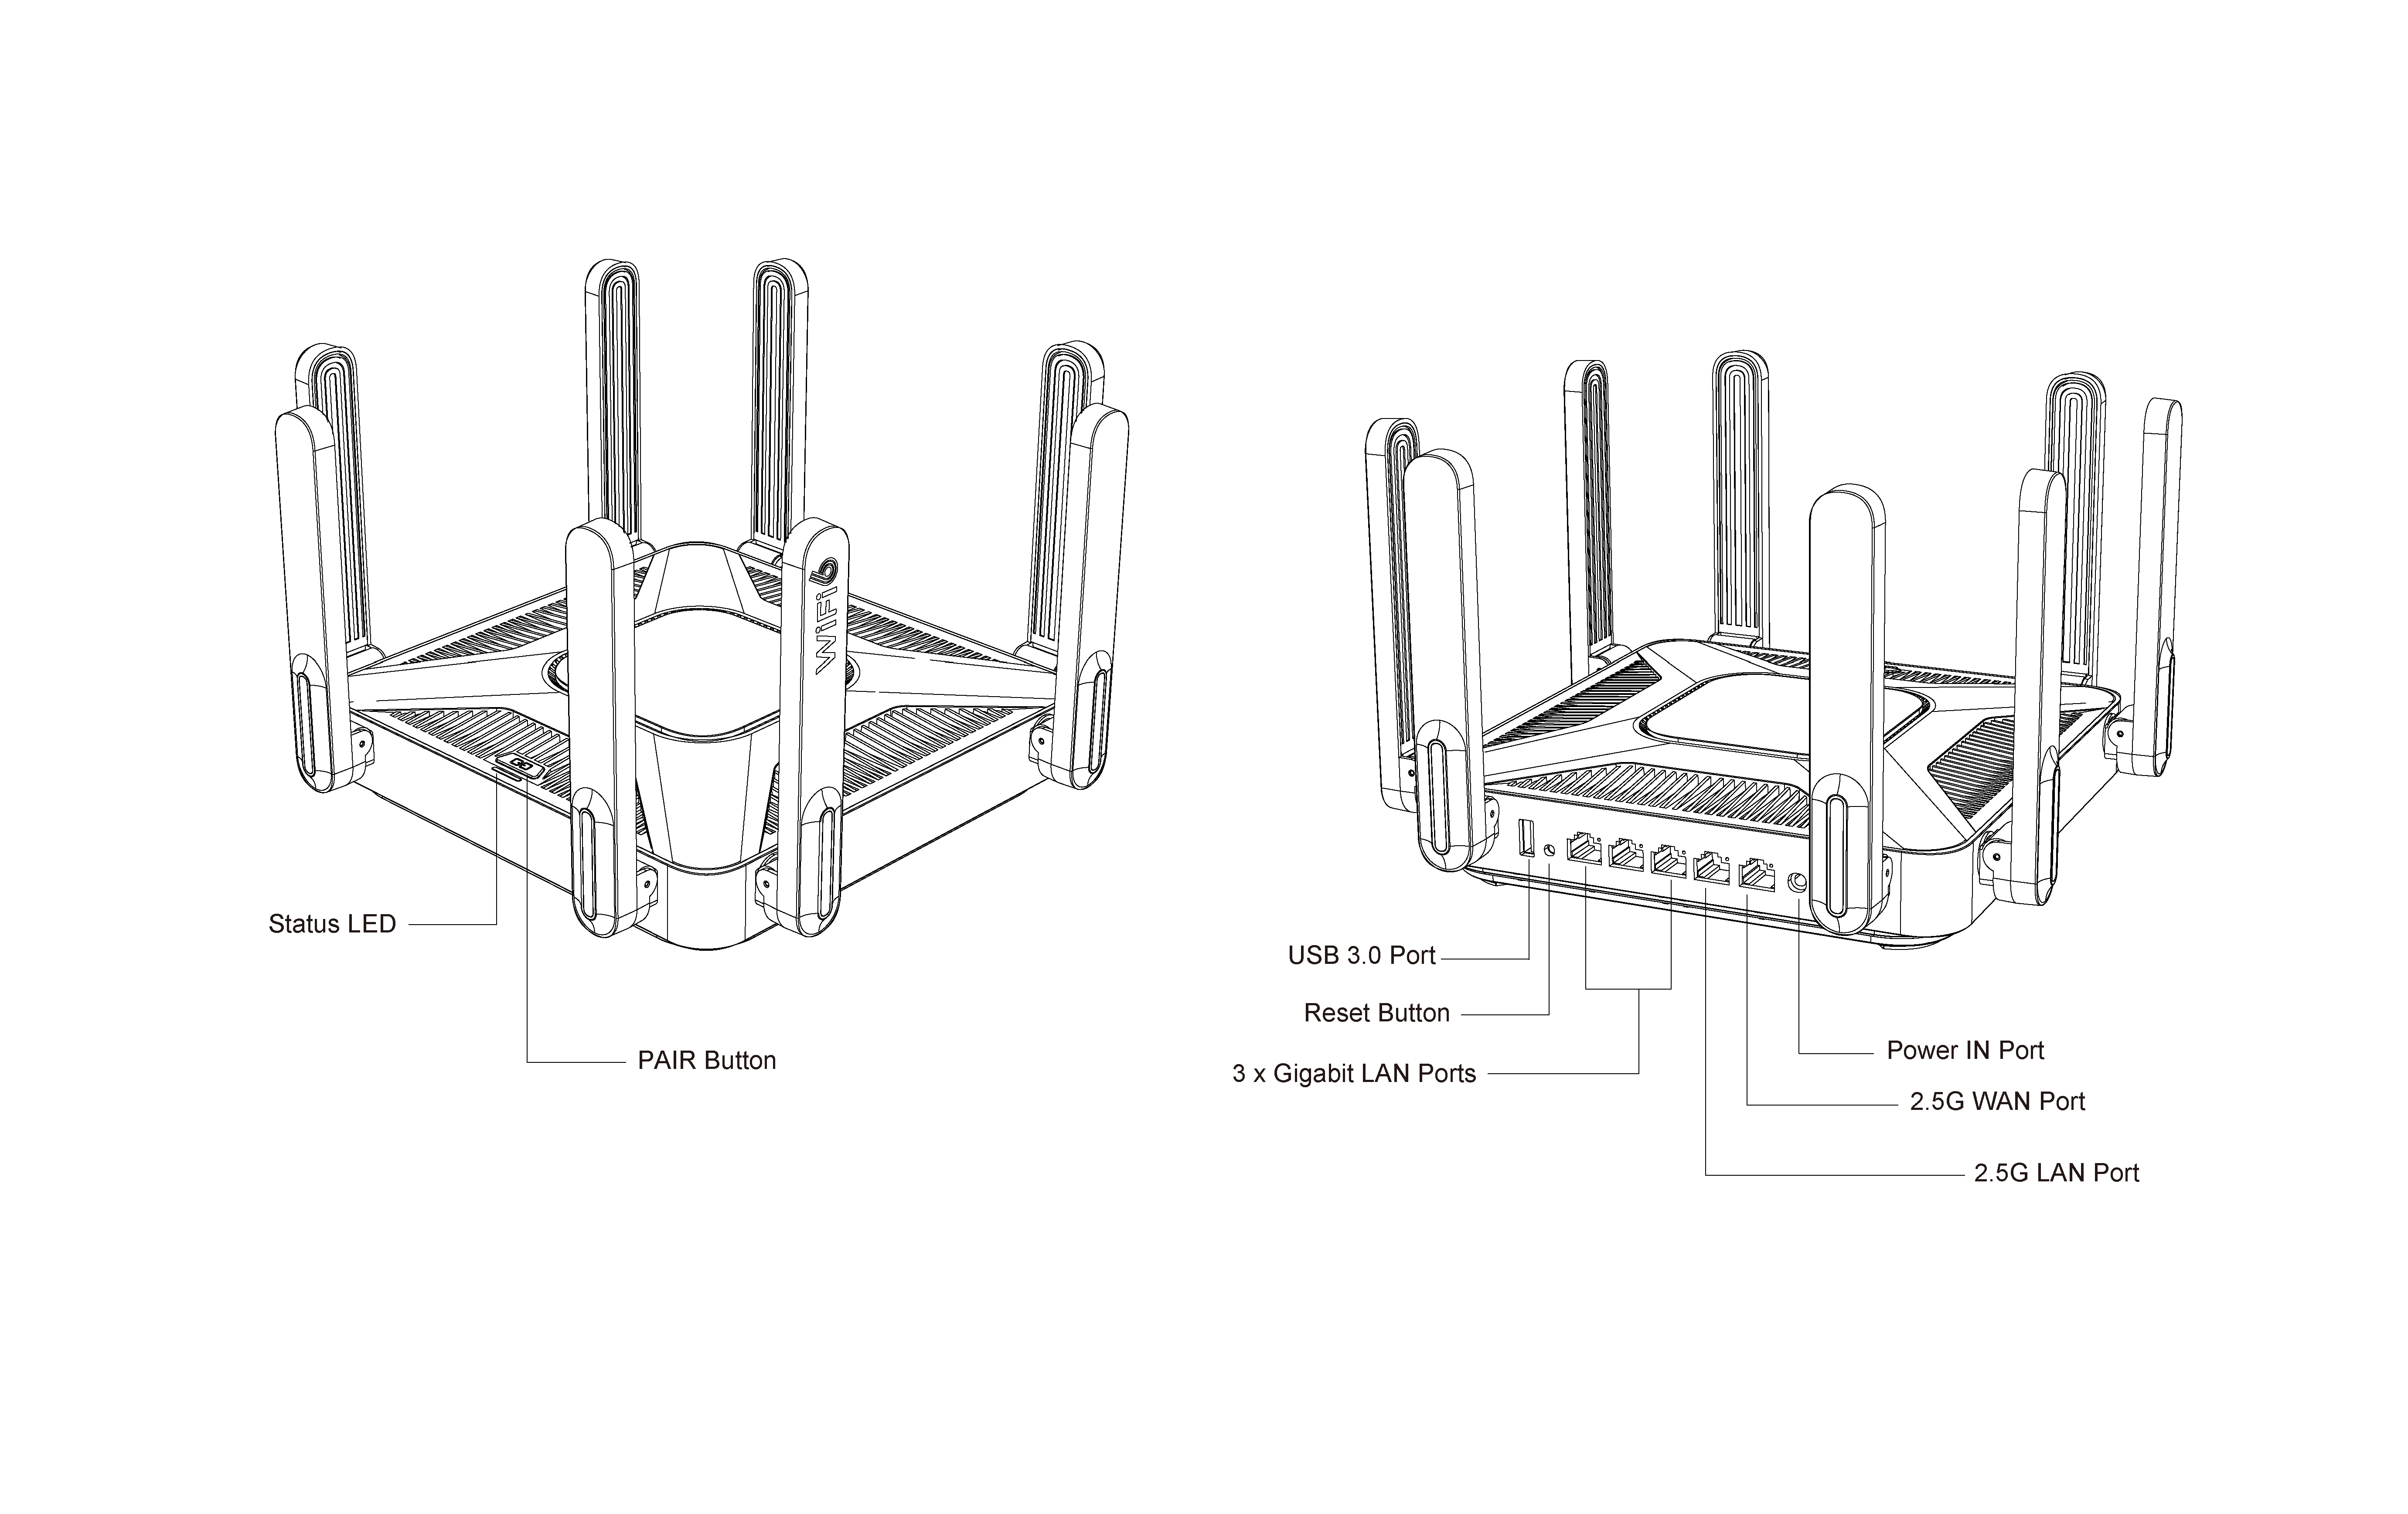 WiFi 6
Status LED
PAIR Button
USB 3.0 Port
Reset Button
3 x Gigabit LAN Ports
Power IN Port
2.5G WAN Port
2.5G LAN Port